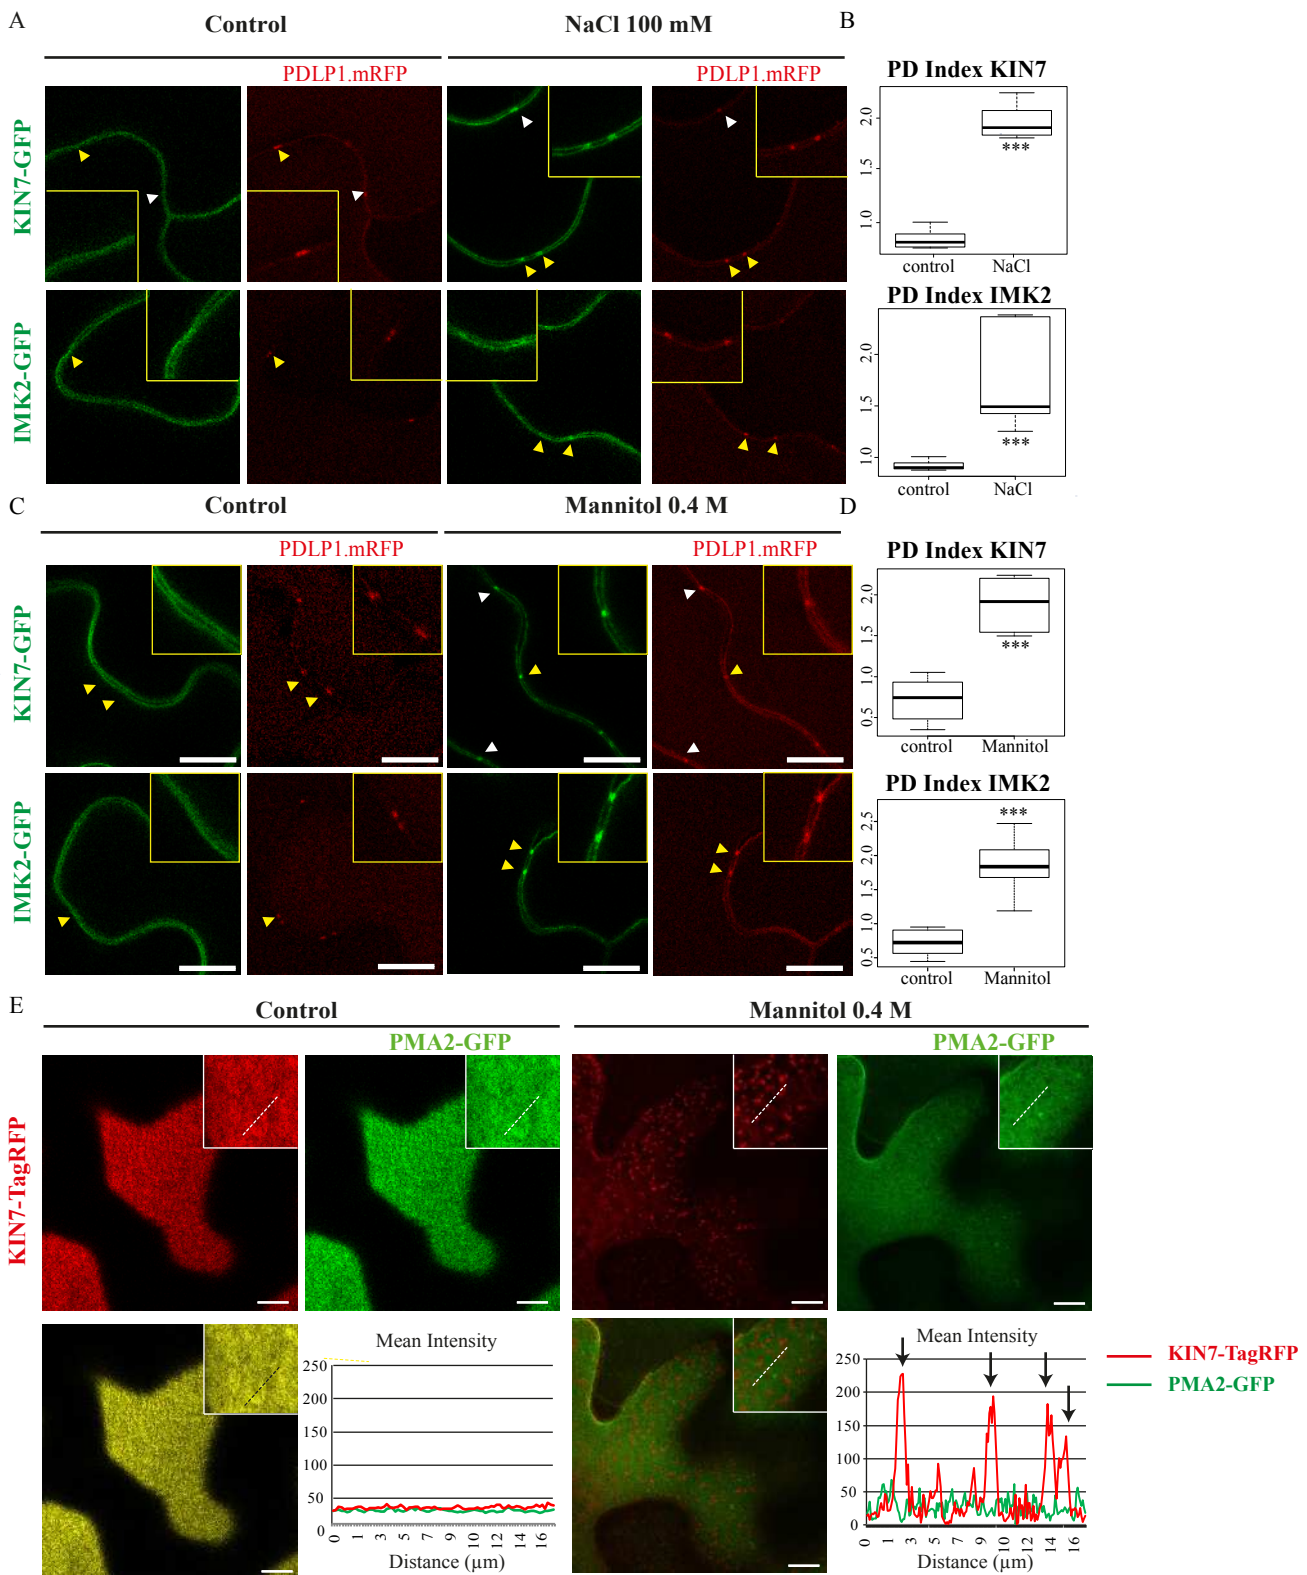 A
Control
NaCl 100 mM
B
PDLP1.mRFP
PDLP1.mRFP
KIN7-GFP
IMK2-GFP
PD Index KIN7
2.0
1.5
1.0
***
control
NaCl
PD Index IMK2
2.0
1.5
1.0
***
control
NaCl
C
Control
Mannitol 0.4 M
D
PDLP1.mRFP
PDLP1.mRFP
KIN7-GFP
IMK2-GFP
PD Index KIN7
2.0
1.5
1.0
0.5
***
control
Mannitol
PD Index IMK2
2.5
2.0
1.5
1.0
0.5
***
control
Mannitol
E
Control
Mannitol 0.4 M
PMA2-GFP
PMA2-GFP
KIN7-TagRFP
Mean Intensity
250
200
150
100
50
0
0 2 4 5 7 9 10 12 14 16
Distance (µm)
Mean Intensity
250
200
150
100
50
0
0 2 4 5 7 9 10 12 14 16
Distance (µm)
KIN7-TagRFP
PMA2-GFP